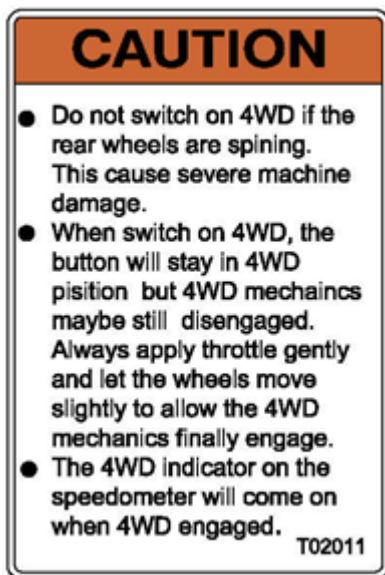 CAUTION
● Do not switch on 4WD if the
rear wheels are spining.
This cause severe machine
damage.
● When switch on 4WD, the
button will stay in 4WD
pisition but 4WD mechaincs
maybe still disengaged.
Always apply throttle gently
and let the wheels move
slightly to allow the 4WD
mechanics finally engage.
● The 4WD indicator on the
speedometer will come on
when 4WD engaged.
T02011